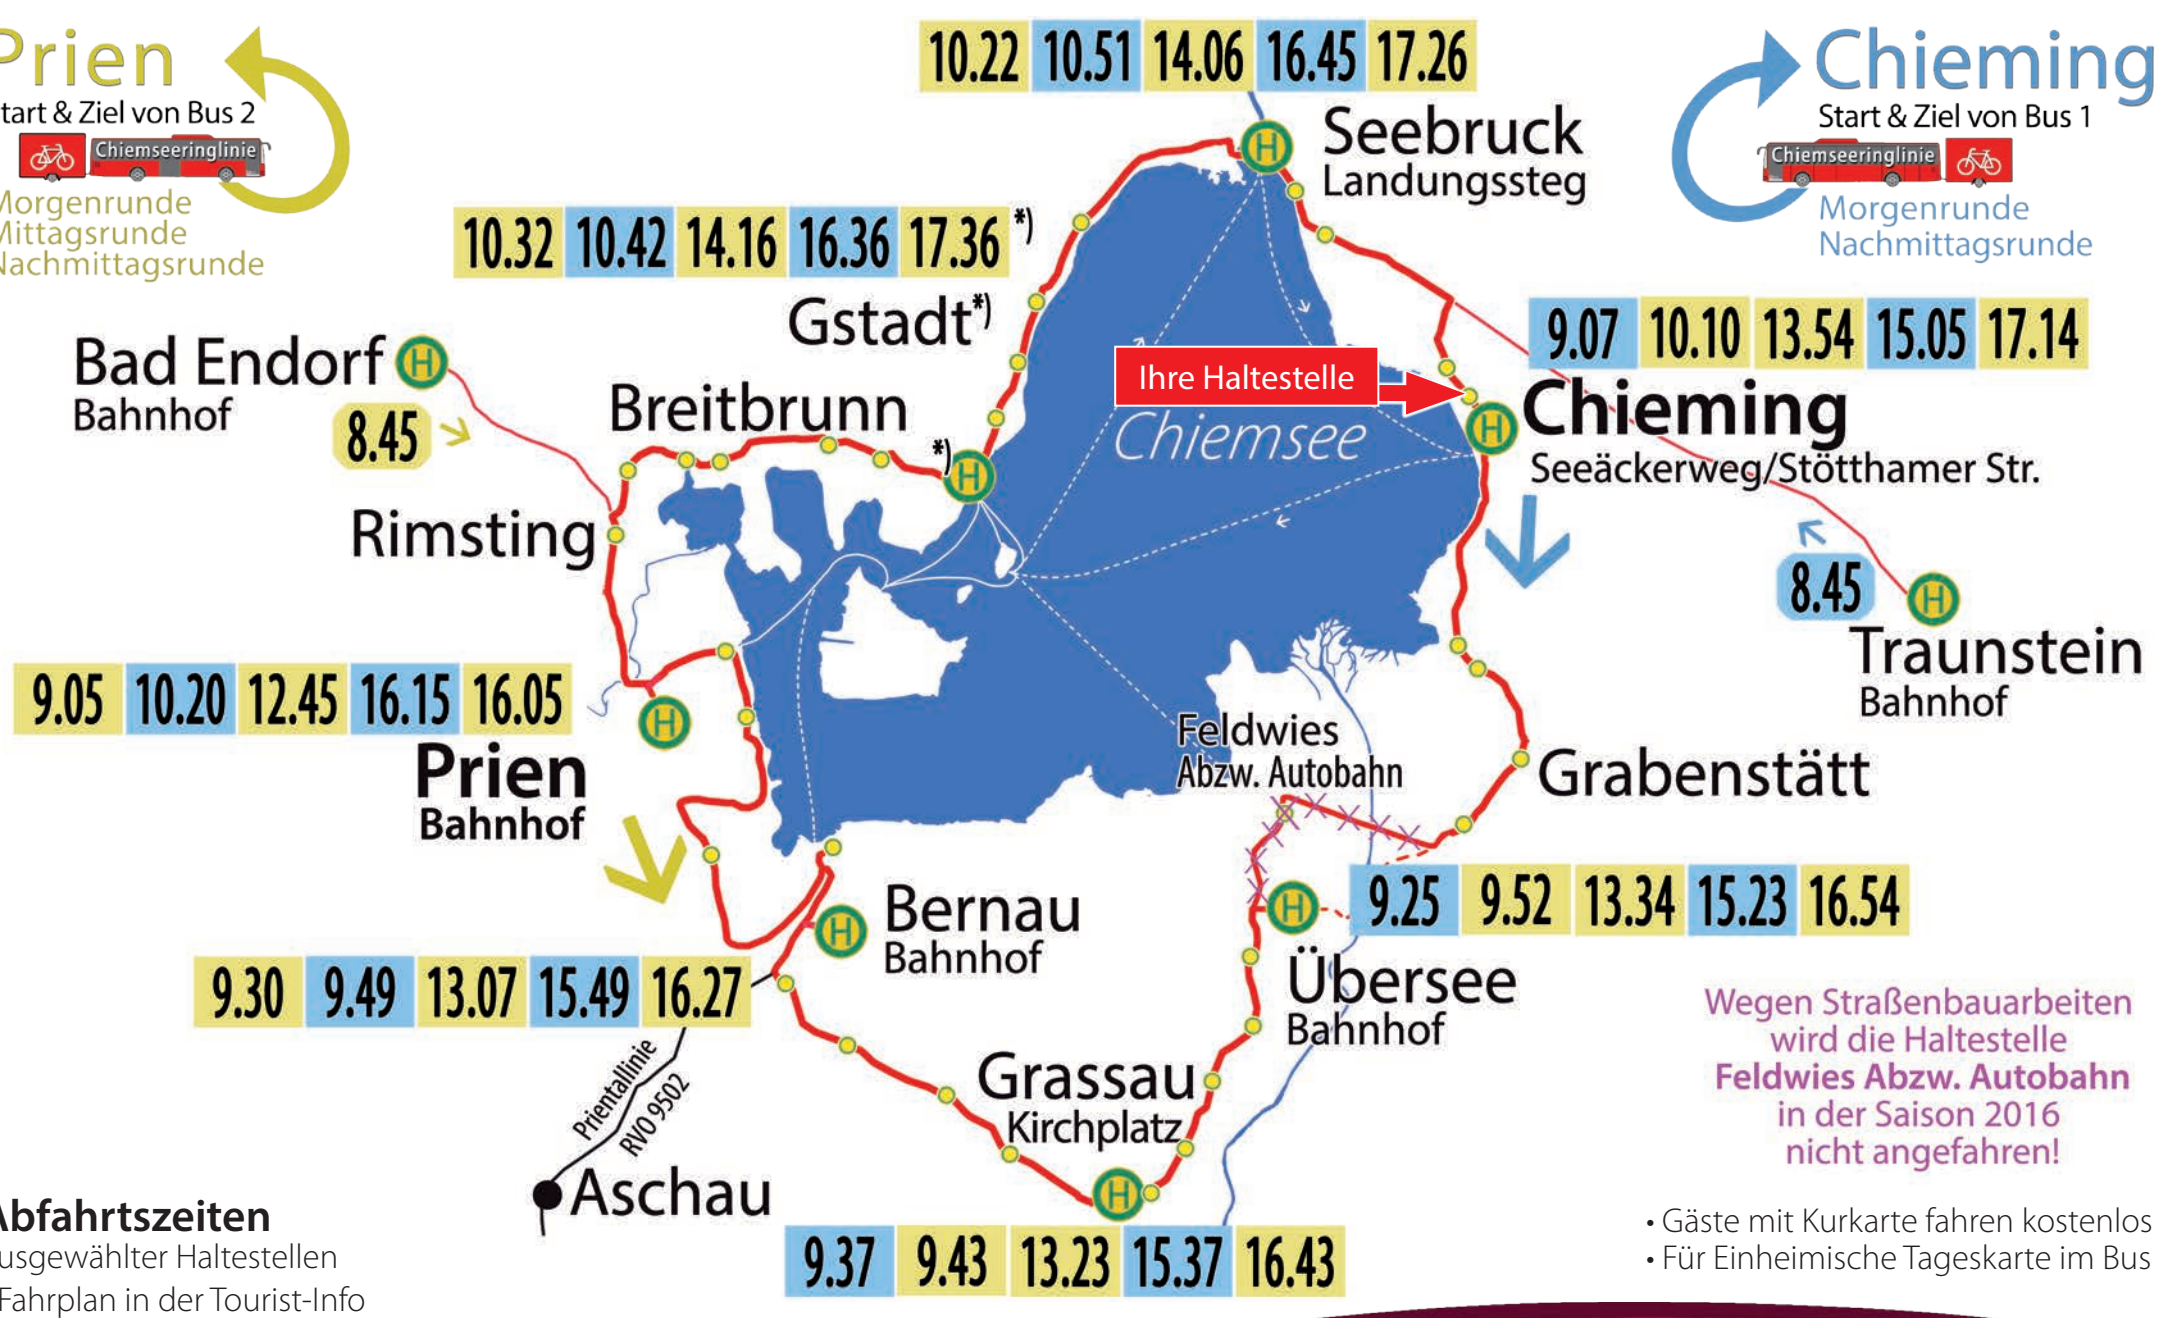 Prien
Start & Ziel von Bus 2
Chiemseeringlinie
Morgenrunde
Mittagsrunde
Nachmittagsrunde
10.22 10.51 14.06 16.45 17.26
Seebruck
Landungssteg
Chieming
Start & Ziel von Bus 1
Chiemseeringlinie
Morgenrunde
Nachmittagsrunde
10.32 10.42 14.16 16.36 17.36 *)
Gstadt*)
9.07 10.10 13.54 15.05 17.14
Chieming
Seeäckerweg/Stötthamer Str.
Ihre Haltestelle
Chiemsee
Bad Endorf
Bahnhof
8.45
Breitbrunn
*)
Rimsting
8.45
Traunstein
Bahnhof
9.05 10.20 12.45 16.15 16.05
Prien
Bahnhof
Feldwies
Abzw. Autobahn
Grabenstätt
9.25 9.52 13.34 15.23 16.54
Übersee
Bahnhof
Bernau
Bahnhof
9.30 9.49 13.07 15.49 16.27
Prientallinie
RVO 9502
Aschau
Grassau
Kirchplatz
9.37 9.43 13.23 15.37 16.43
Wegen Straßenbauarbeiten
wird die Haltestelle
Feldwies Abzw. Autobahn
in der Saison 2016
nicht angefahren!
Abfahrtszeiten
ausgewählter Haltestellen
Fahrplan in der Tourist-Info
• Gäste mit Kurkarte fahren kostenlos
• Für Einheimische Tageskarte im Bus
H
H
H
H
H
H
H
H
H